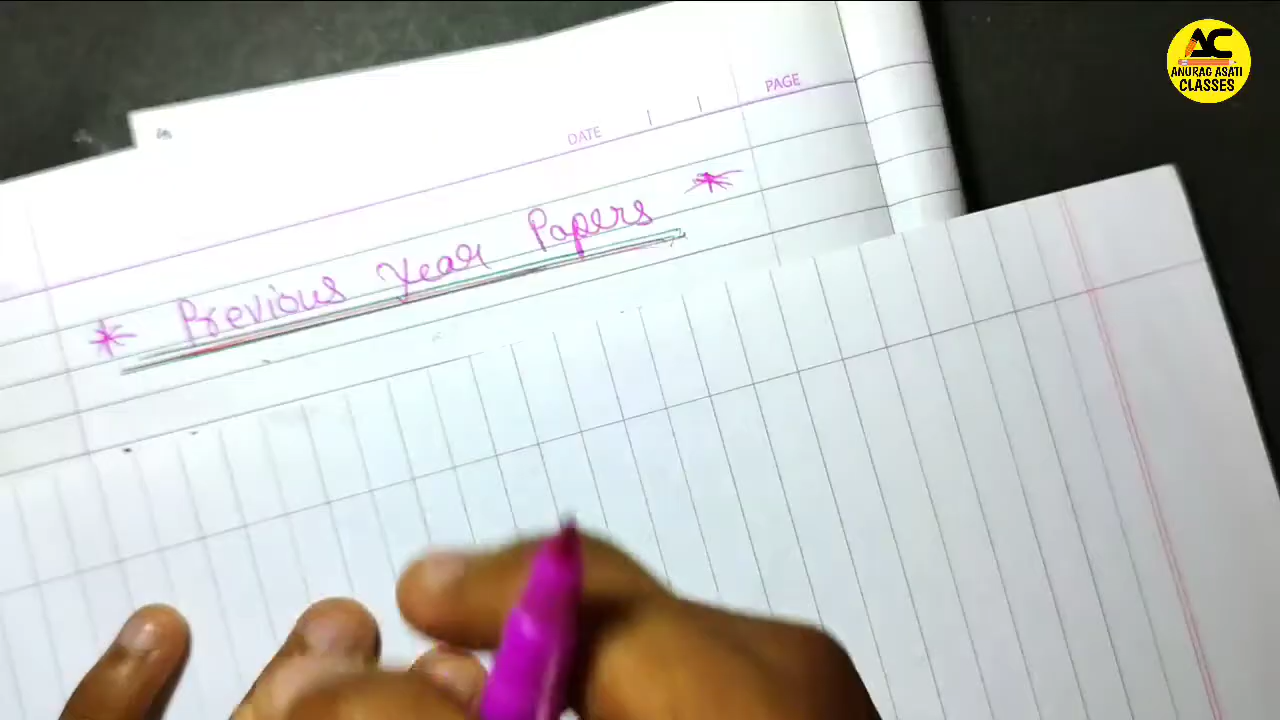 AC
ANURAG ASATI
CLASSES
DATE
PAGE
* Previous Year Papers *